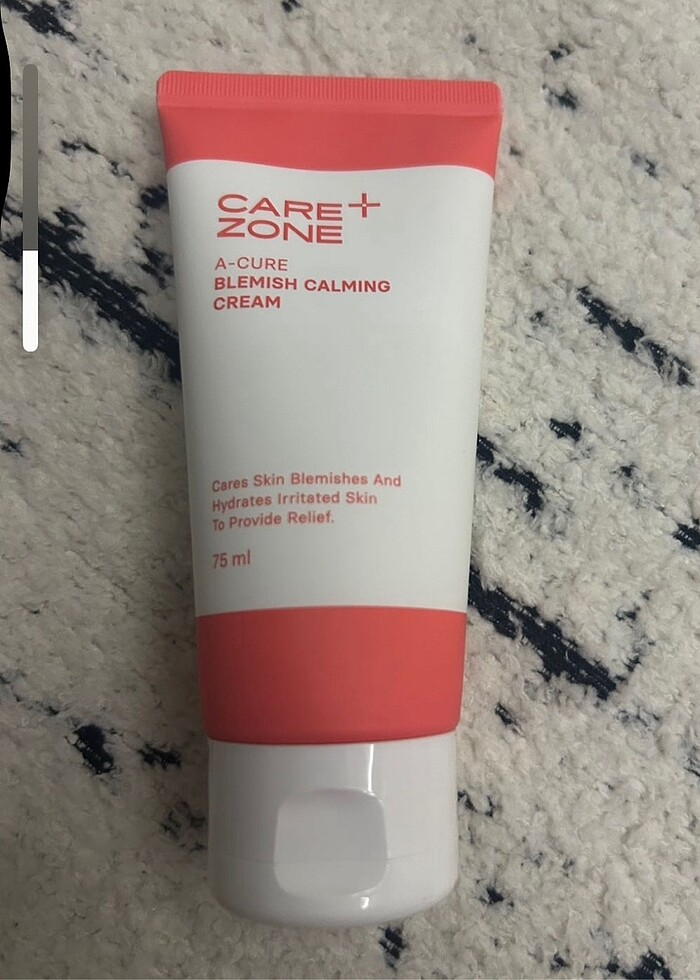 CARE+
ZONE
A-CURE
BLEMISH CALMING
CREAM
Cares Skin Blemishes And
Hydrates Irritated Skin
To Provide Relief.
75 ml